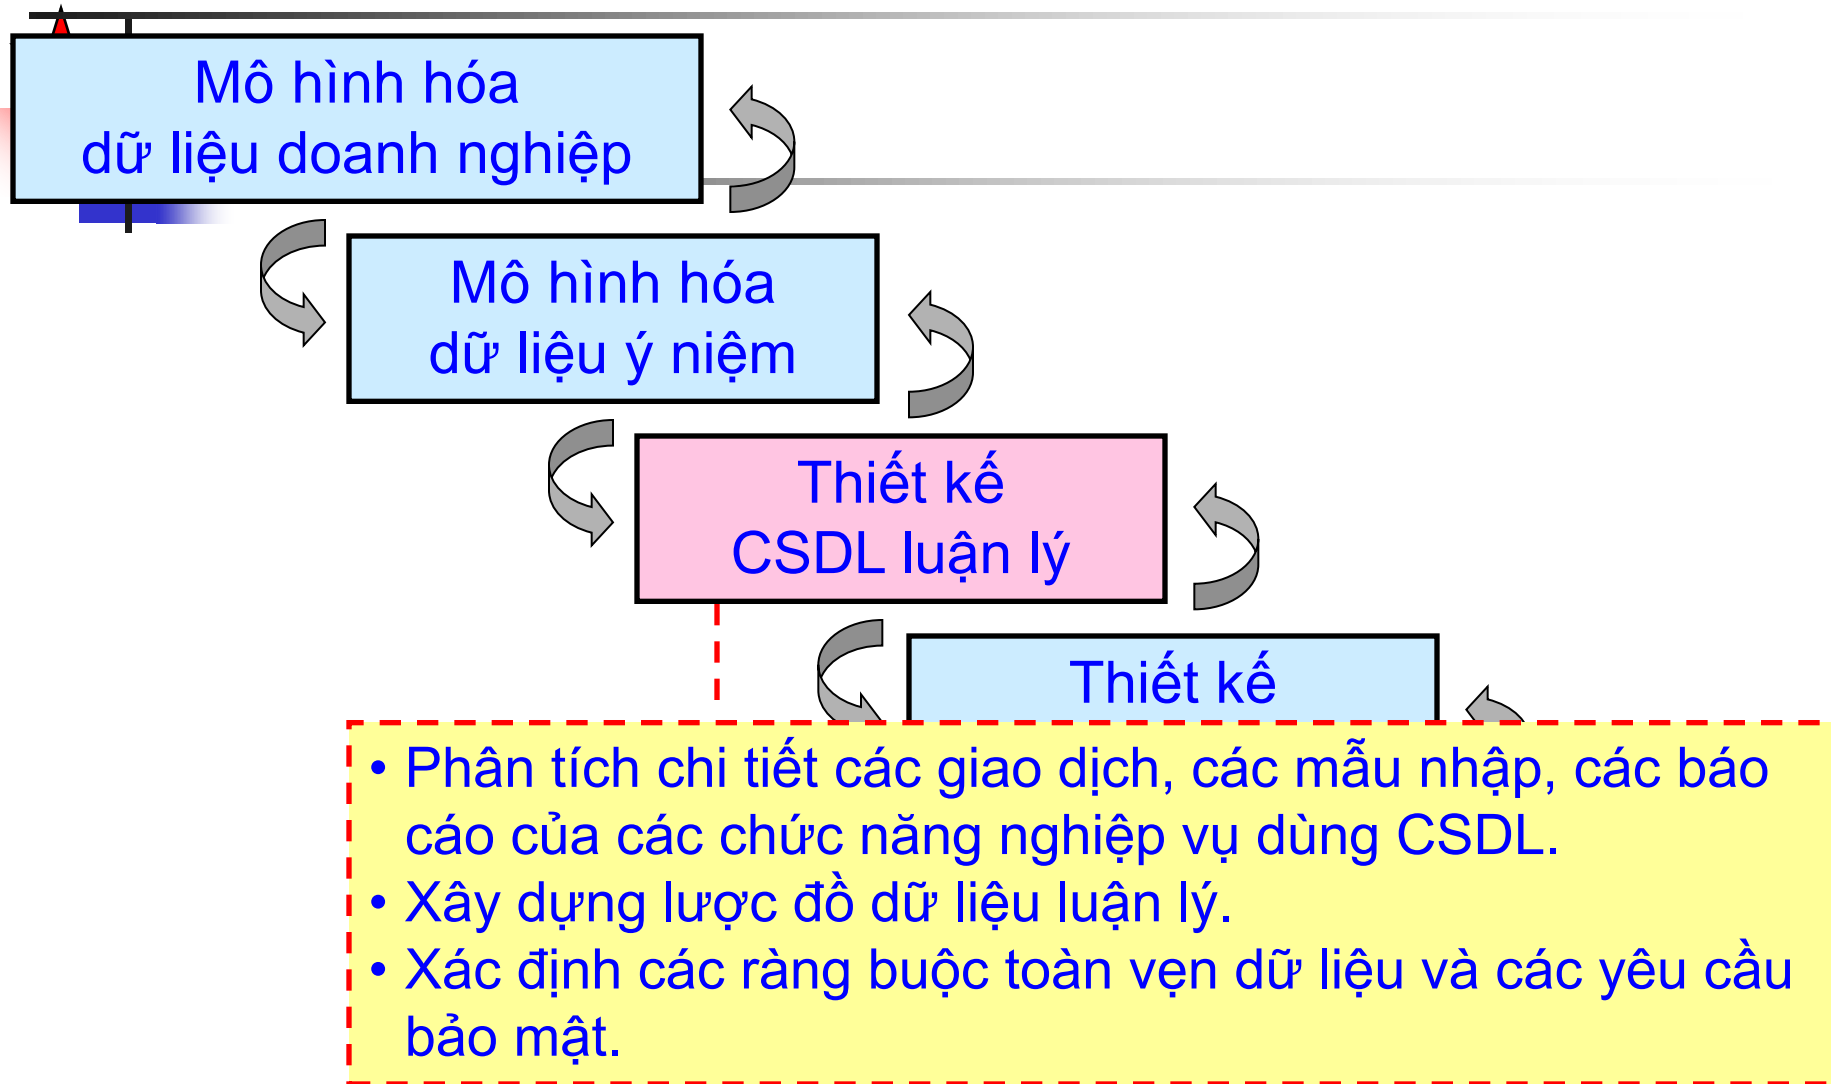 Mô hình hóa
dữ liệu doanh nghiệp
Mô hình hóa
dữ liệu ý niệm
Thiết kế
CSDL luận lý
Thiết kế
• Phân tích chi tiết các giao dịch, các mẫu nhập, các báo
cáo của các chức năng nghiệp vụ dùng CSDL.
• Xây dựng lược đồ dữ liệu luận lý.
• Xác định các ràng buộc toàn vẹn dữ liệu và các yêu cầu
bảo mật.